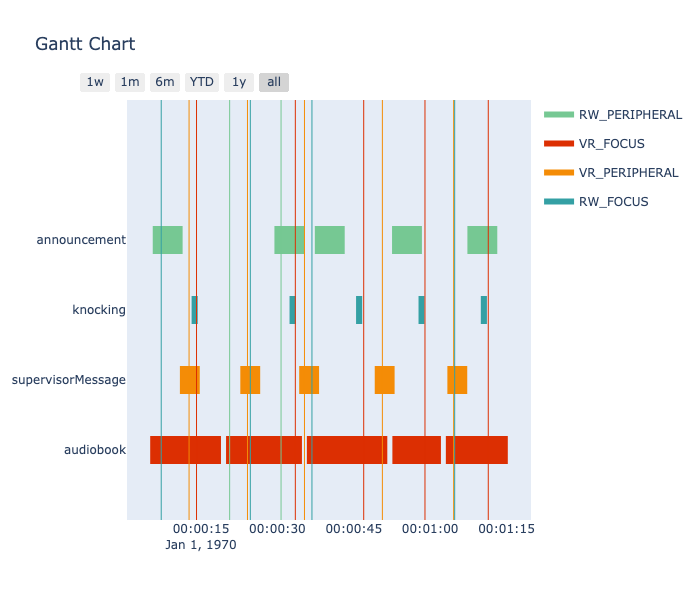 Gantt Chart
1w 1m 6m YTD 1y all
RW_PERIPHERAL
VR_FOCUS
VR_PERIPHERAL
RW_FOCUS
announcement
knocking
supervisorMessage
audiobook
00:00:15 00:00:30 00:00:45 00:01:00 00:01:15
Jan 1, 1970